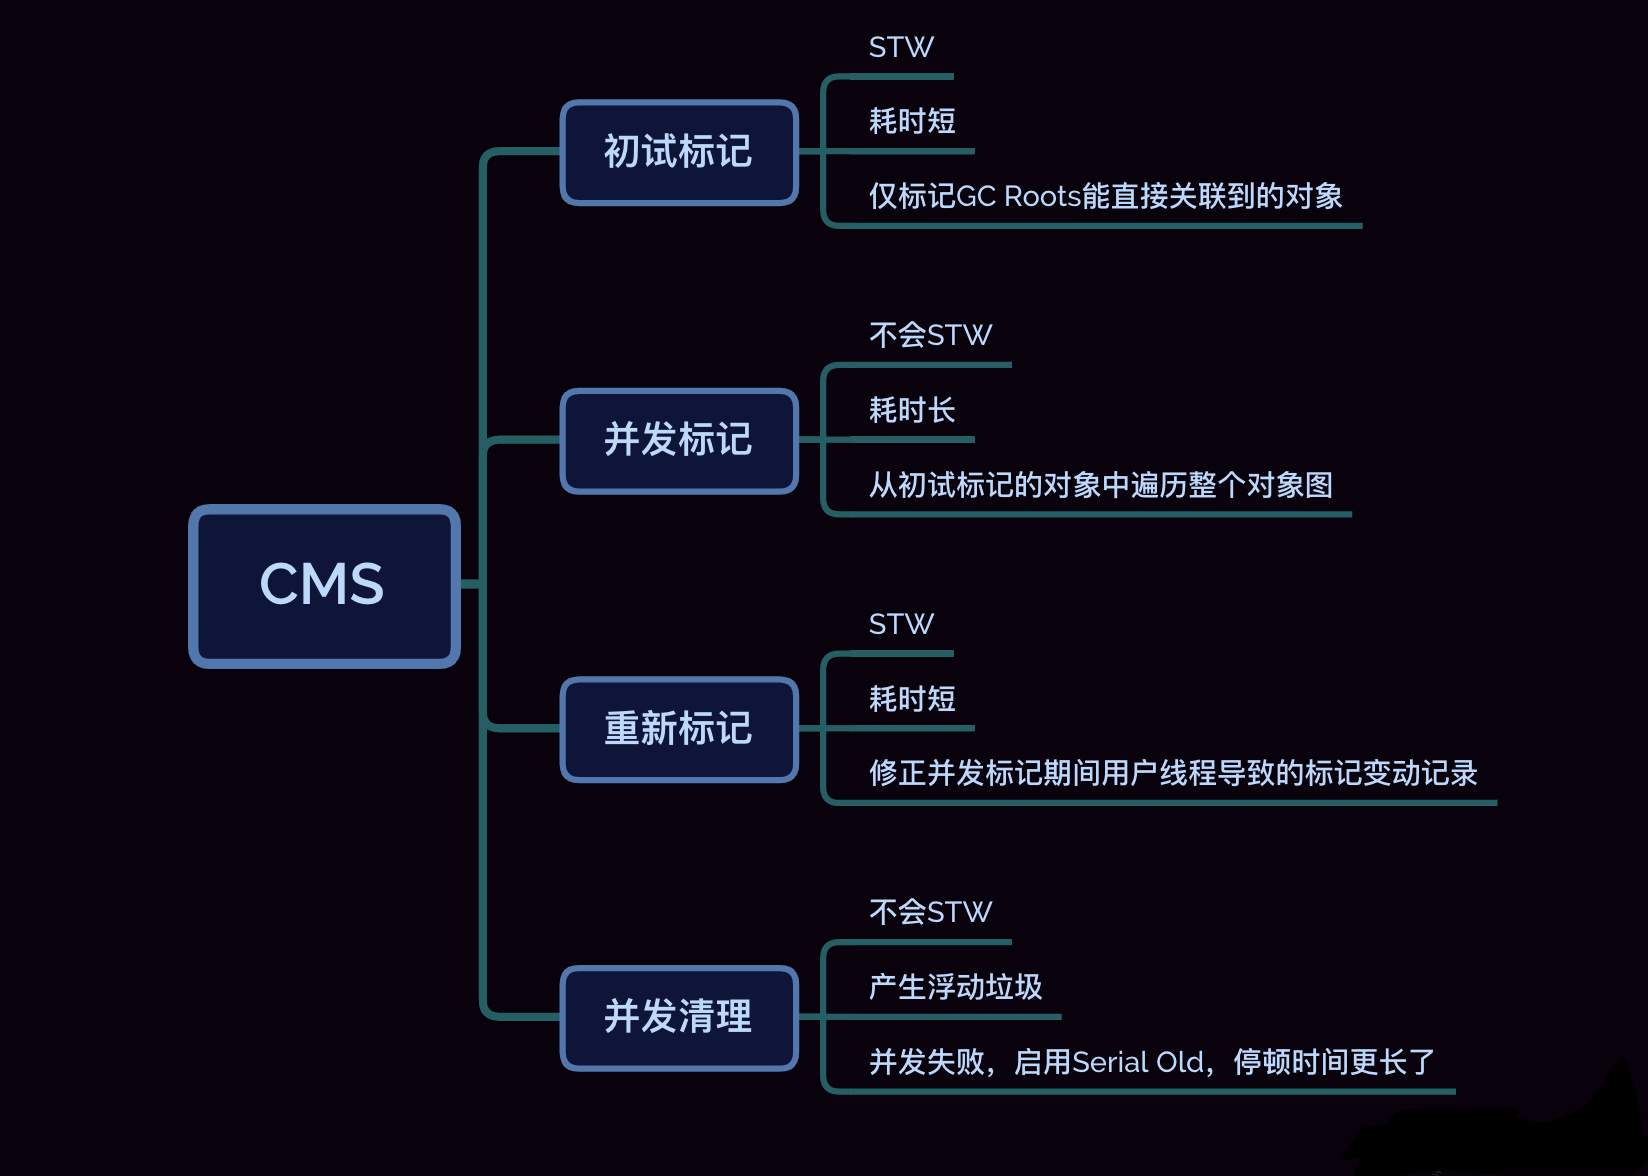 CMS
初试标记
STW
耗时短
仅标记GC Roots能直接关联到的对象
并发标记
不会STW
耗时长
从初试标记的对象中遍历整个对象图
重新标记
STW
耗时短
修正并发标记期间用户线程导致的标记变动记录
并发清理
不会STW
产生浮动垃圾
并发失败，启用Serial Old，停顿时间更长了